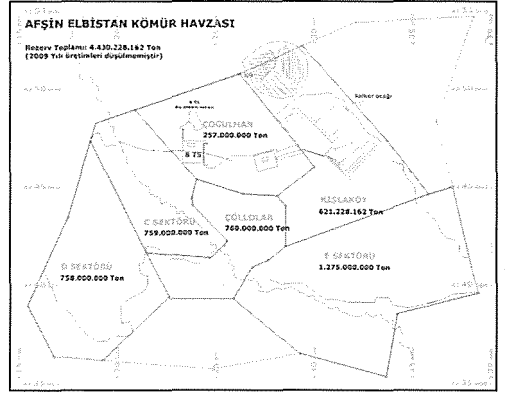 AFŞİN ELBİSTAN KÖMÜR HAVZASI
Rezerv Toplamı: 4.430.228.162 Ton
(2009 Yılı üretimleri düşülmemiştir)
ÇOĞULHAN
257.000.000 Ton
KIŞLAKÖY
621.228.162 Ton
C SEKTÖRÜ
759.000.000 Ton
ÇÖLLOLAR
760.000.000 Ton
E SEKTÖRÜ
1.275.000.000 Ton
D SEKTÖRÜ
758.000.000 Ton